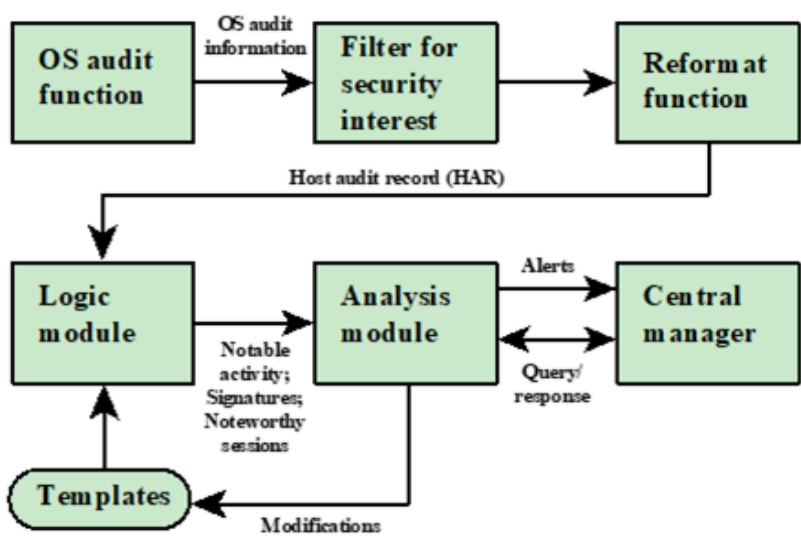 OS audit
function
OS audit
information
Filter for
security
interest
Reformat
function
Host audit record (HAR)
Logic
module
Notable
activity;
Signatures;
Noteworthy
sessions
Analysis
module
Alerts
Query/
response
Central
manager
Templates
Modifications